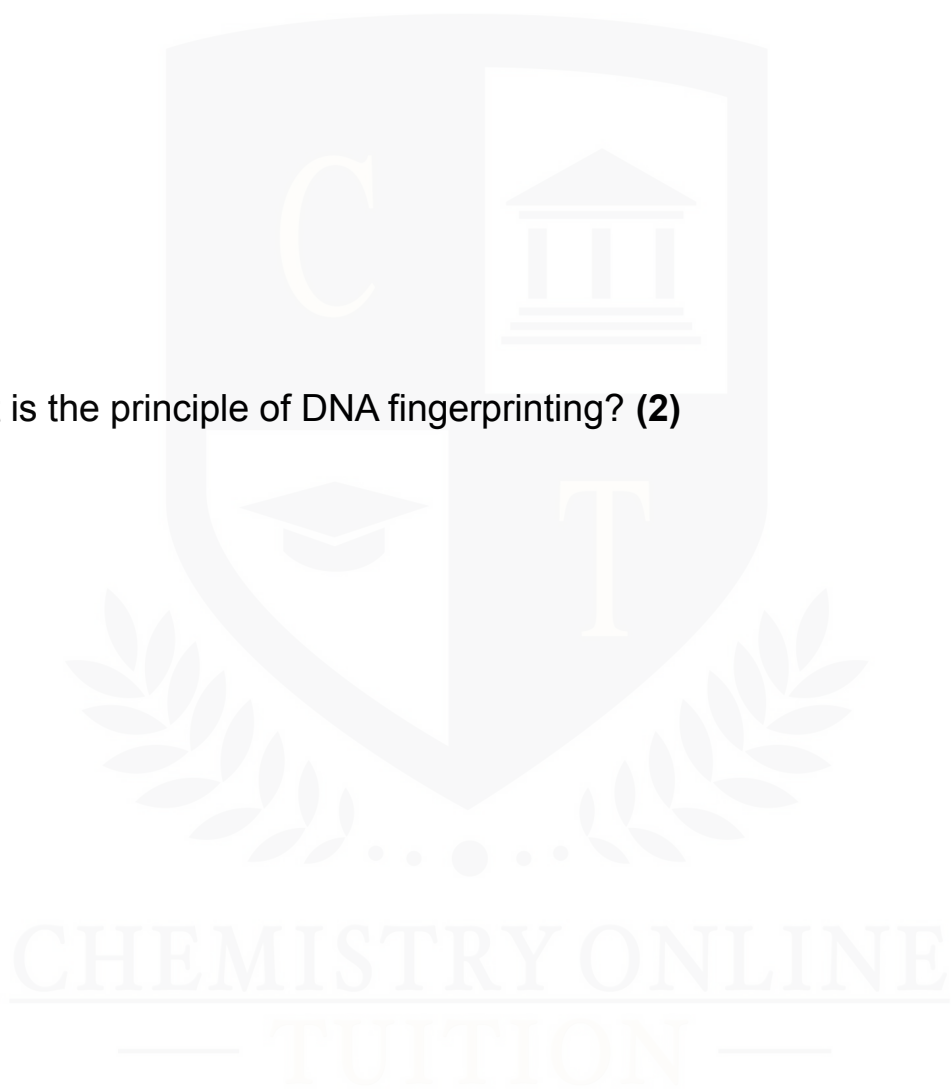 C
is the principle of DNA fingerprinting? (2)
T
CHEMISTRY ONLINE
TUITION